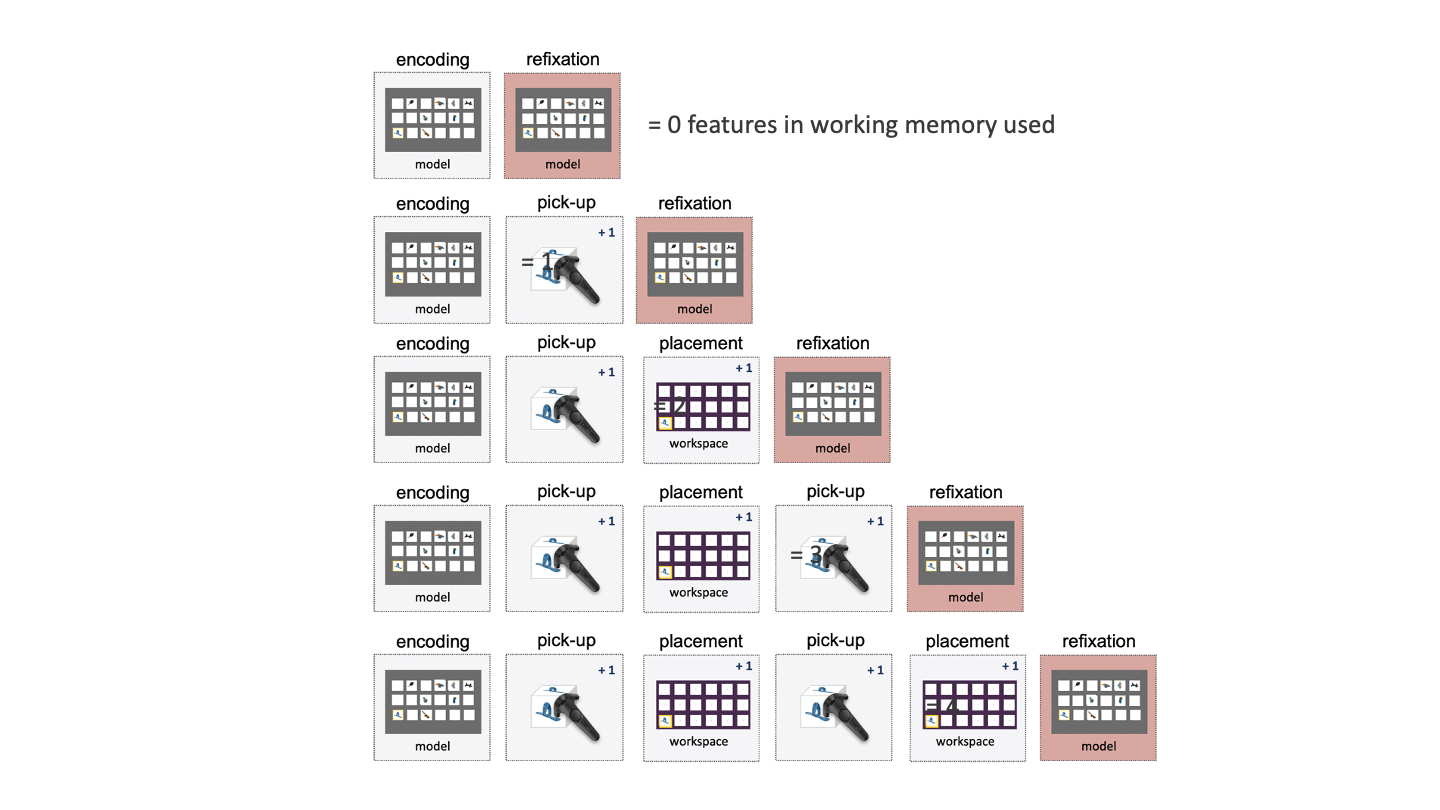 encoding refixation
= 0 features in working memory used
model model
encoding pick-up refixation
+ 1
= 1
model model
encoding pick-up placement refixation
+ 1 + 1
= 2
model workspace model
encoding pick-up placement pick-up refixation
+ 1 + 1 + 1
= 3
model workspace model
encoding pick-up placement pick-up placement refixation
+ 1 + 1 + 1 + 1
= 4
model workspace workspace model